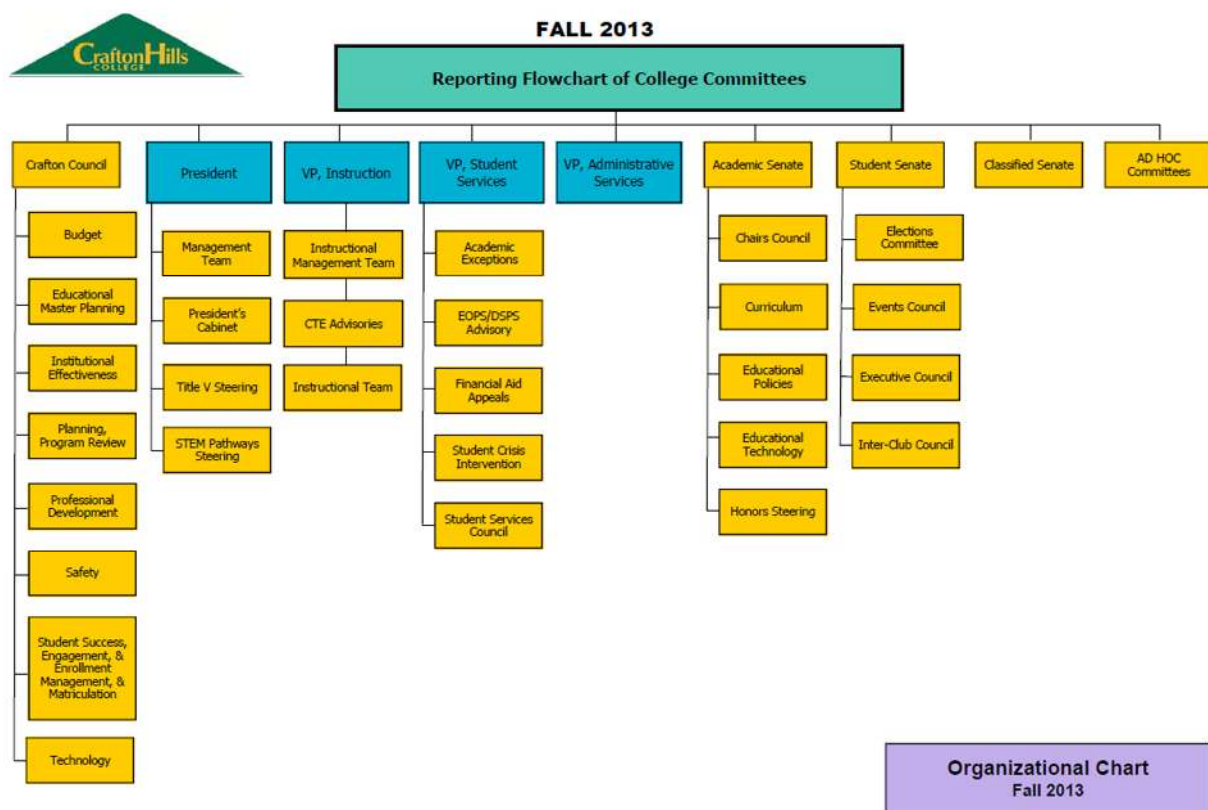 FALL 2013
CraftonHills
COLLEGE
Reporting Flowchart of College Committees
Crafton Council
President
VP, Instruction
VP, Student
Services
VP, Administrative
Services
Academic Senate
Student Senate
Classified Senate
AD HOC
Committees
Budget
Educational
Master Planning
Institutional
Effectiveness
Planning,
Program Review
Professional
Development
Safety
Student Success,
Engagement, &
Enrollment
Management, &
Matriculation
Technology
Management
Team
President's
Cabinet
Title V Steering
STEM Pathways
Steering
Instructional
Management Team
CTE Advisories
Instructional Team
Academic
Exceptions
EOPS/DSPS
Advisory
Financial Aid
Appeals
Student Crisis
Intervention
Student Services
Council
Chairs Council
Curriculum
Educational
Policies
Educational
Technology
Honors Steering
Elections
Committee
Events Council
Executive Council
Inter-Club Council
Organizational Chart
Fall 2013